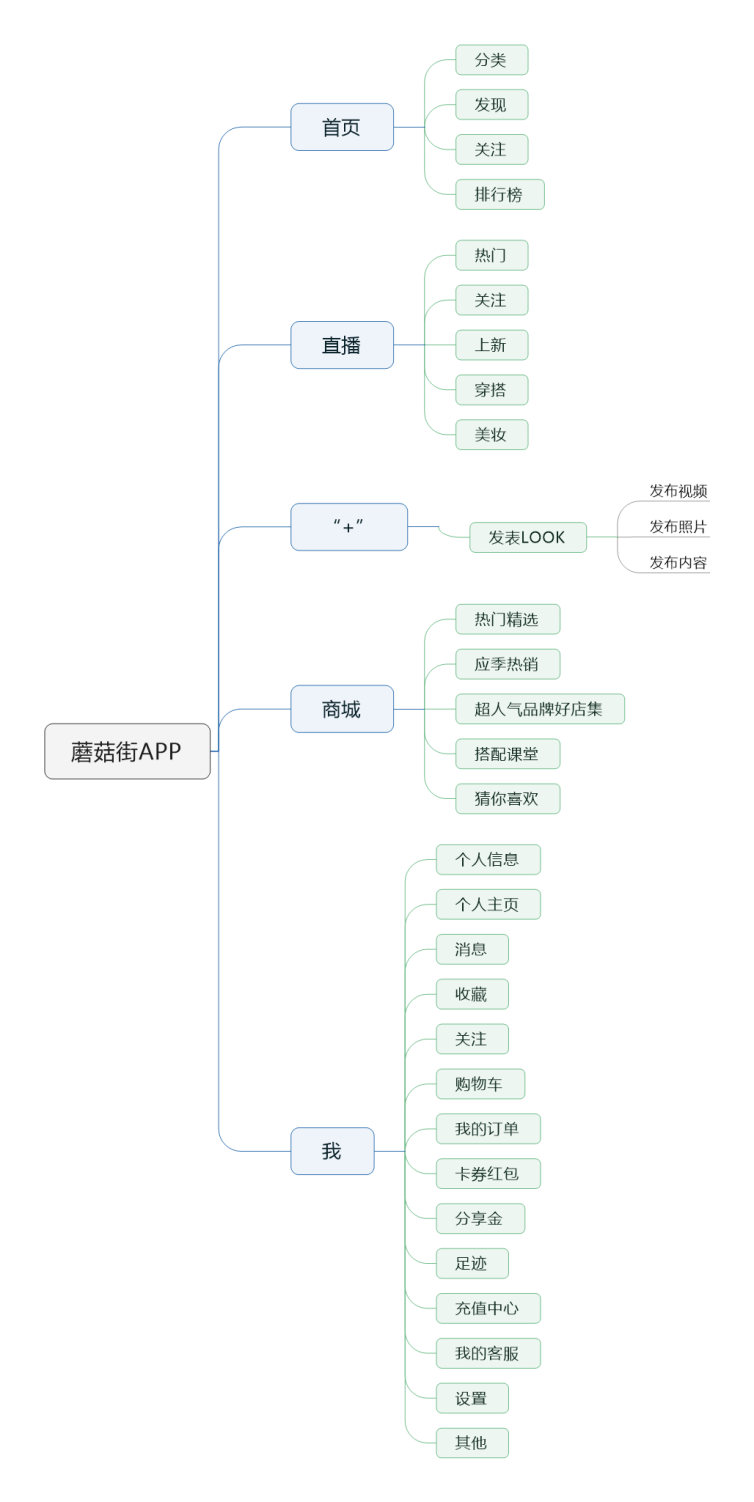 蘑菇街APP
首页
分类
发现
关注
排行榜
直播
热门
关注
上新
穿搭
美妆
“+”
发表LOOK
发布视频
发布照片
发布内容
商城
热门精选
应季热销
超人气品牌好店集
搭配课堂
猜你喜欢
我
个人信息
个人主页
消息
收藏
关注
购物车
我的订单
卡券红包
分享金
足迹
充值中心
我的客服
设置
其他